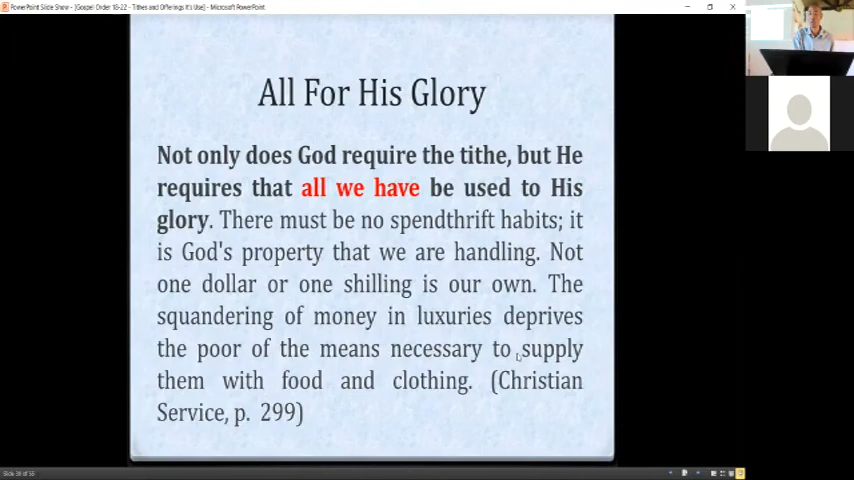 PowerPoint Slide Show - [Gospel Order 18-22 - Tithes and Offerings It's Use] - Microsoft PowerPoint
All For His Glory
Not only does God require the tithe, but He
requires that all we have be used to His
glory. There must be no spendthrift habits; it
is God's property that we are handling. Not
one dollar or one shilling is our own. The
squandering of money in luxuries deprives
the poor of the means necessary to supply
them with food and clothing. (Christian
Service, p. 299)